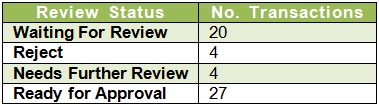 Review Status No. Transactions
Waiting For Review 20
Reject 4
Needs Further Review 4
Ready for Approval 27